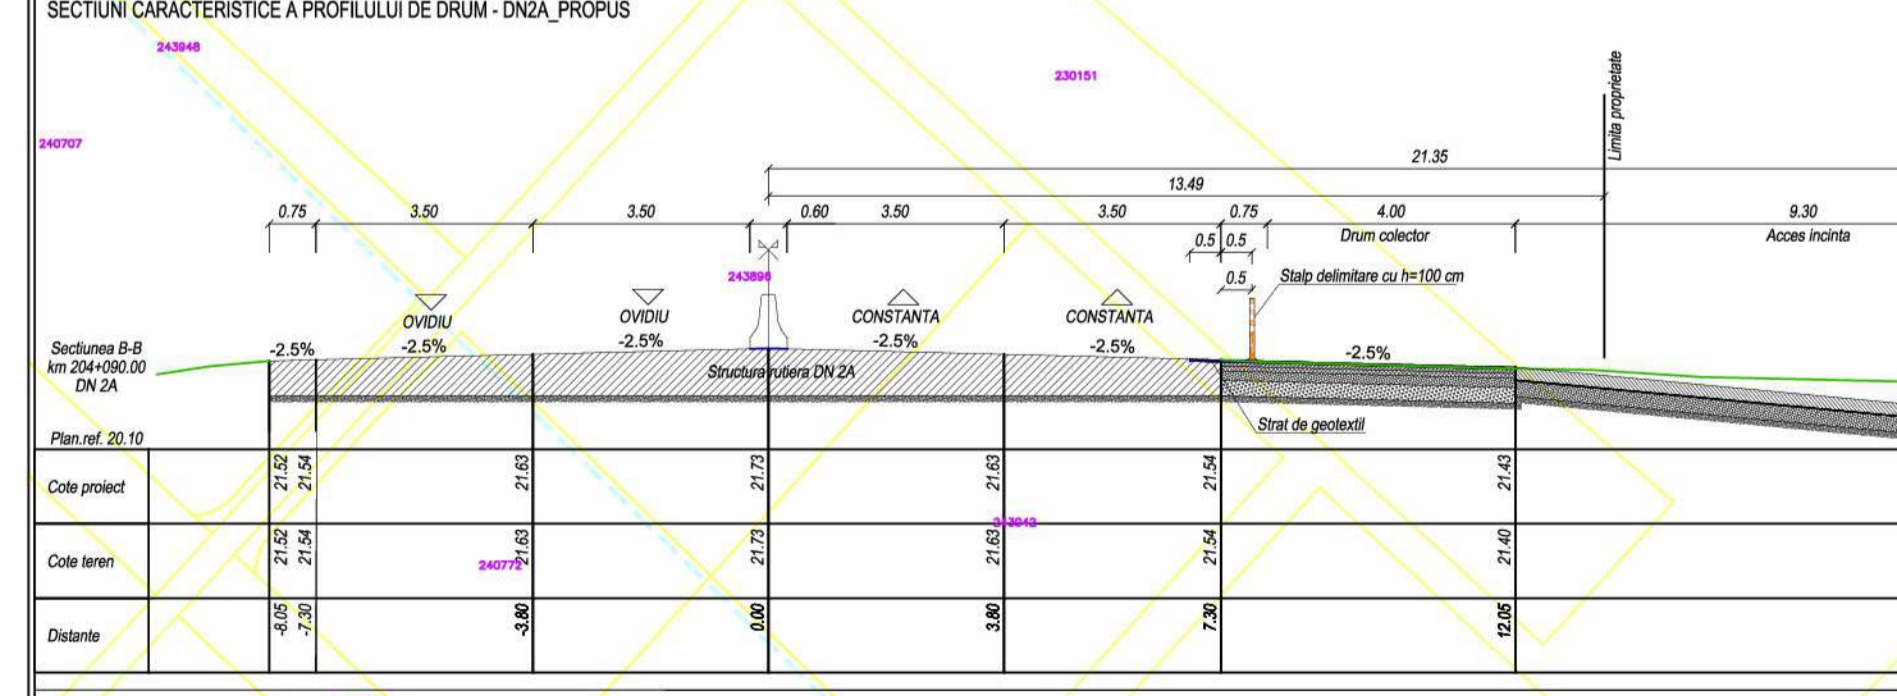 SECTIUNI CARACTERISTICE A PROFILULUI DE DRUM - DN2A_PROPUS
243948
230151
240707
Limita proprietate
21.35
13.49
0.75 3.50 3.50 0.60 3.50 3.50 0.75 4.00 9.30
0.5 0.5 Drum colector Acces incinta
243896
0.5 Stalp delimitare cu h=100 cm
OVIDIU OVIDIU CONSTANTA CONSTANTA
-2.5% -2.5% -2.5% -2.5% -2.5% -2.5%
Sectiunea B-B
km 204+090.00
DN 2A
Structura rutiera DN 2A
Strat de geotextil
Plan.ref. 20.10
Cote proiect 21.52 21.54 21.63 21.73 21.63 21.54 21.43
243942
Cote teren 21.52 21.54 21.63 21.73 21.63 21.54 21.40
240772
Distante -8.05 -7.30 -3.80 0.00 3.80 7.30 12.05